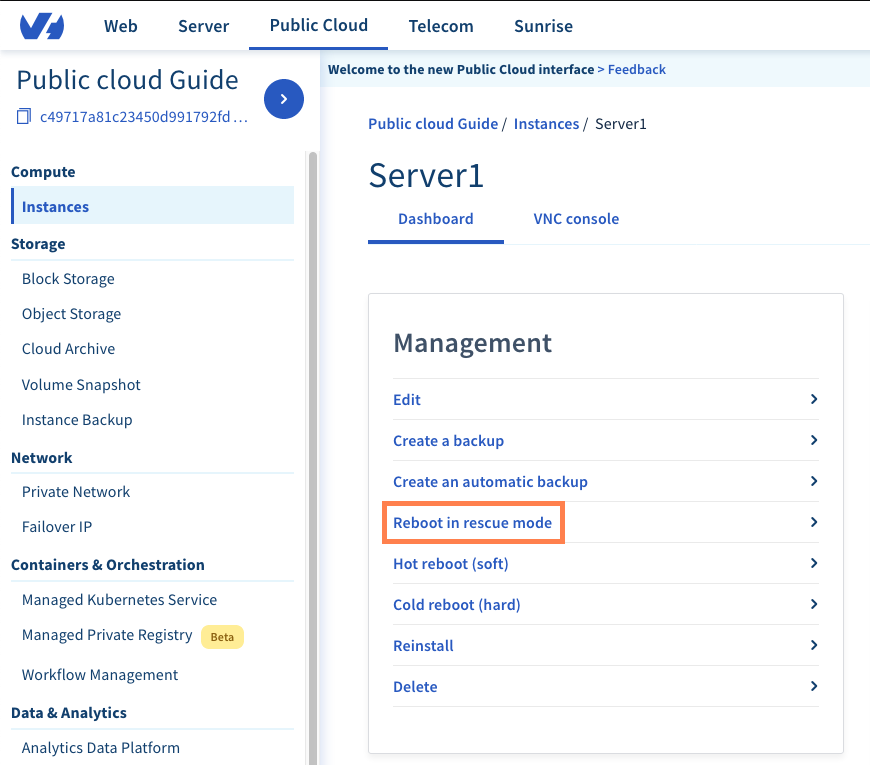 Web Server Public Cloud Telecom Sunrise
Public cloud Guide
c49717a81c23450d991792fd ...
Compute
Instances
Storage
Block Storage
Object Storage
Cloud Archive
Volume Snapshot
Instance Backup
Network
Private Network
Failover IP
Containers & Orchestration
Managed Kubernetes Service
Managed Private Registry Beta
Workflow Management
Data & Analytics
Analytics Data Platform
Welcome to the new Public Cloud interface > Feedback
Public cloud Guide / Instances / Server1
Server1
Dashboard VNC console
Management
Edit
Create a backup
Create an automatic backup
Reboot in rescue mode
Hot reboot (soft)
Cold reboot (hard)
Reinstall
Delete